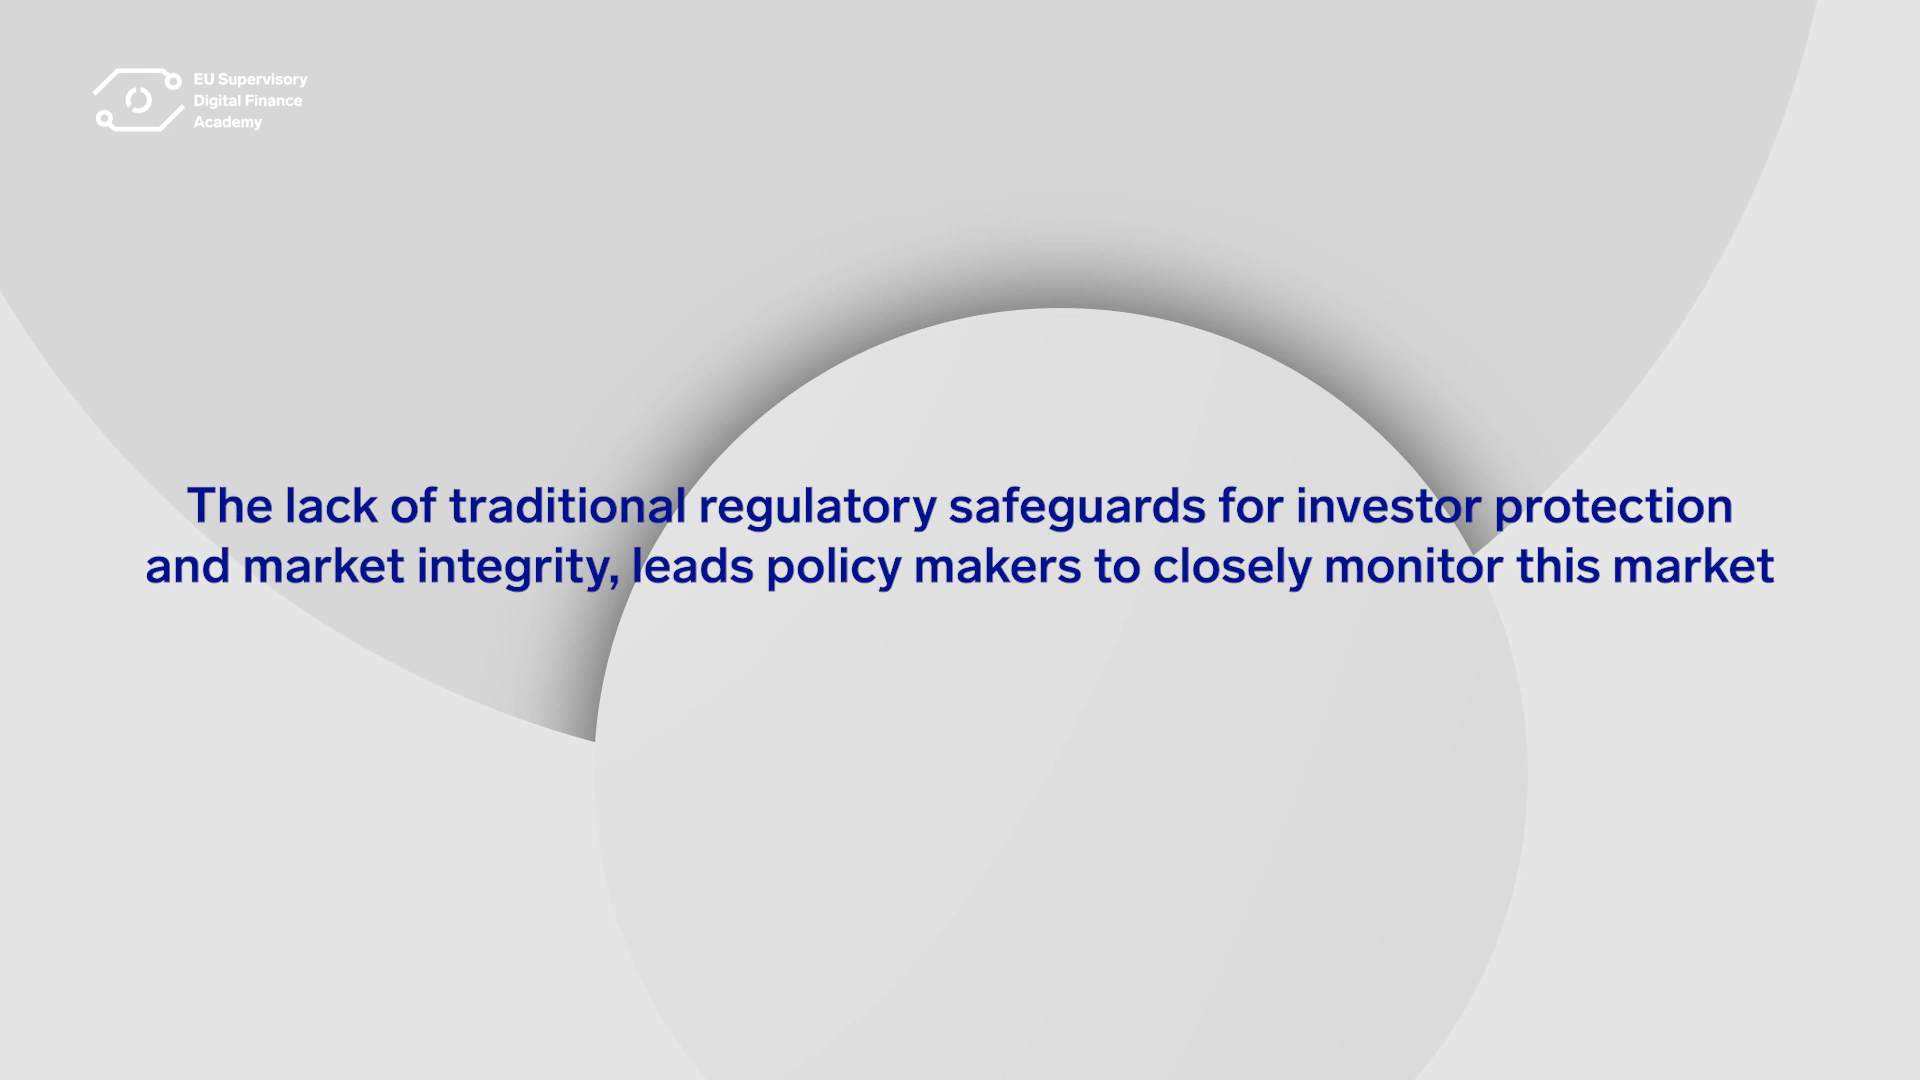 EU Supervisory
Digital Finance
Academy
The lack of traditional regulatory safeguards for investor protection
and market integrity, leads policy makers to closely monitor this market